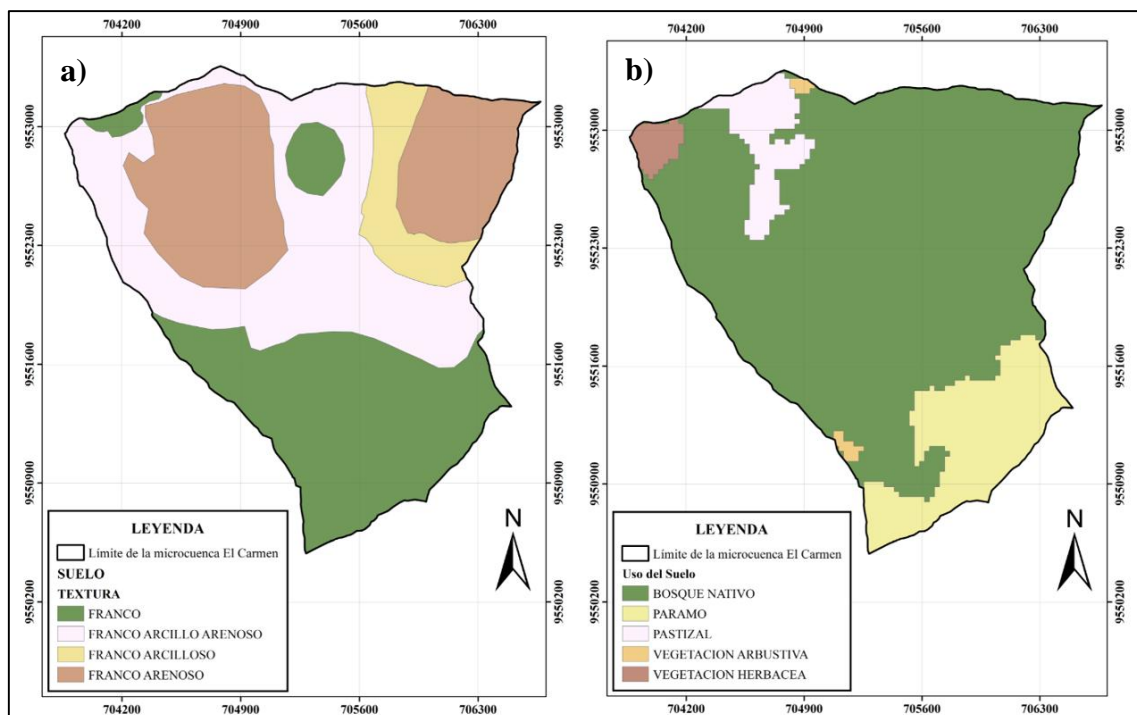 a)
704200 704900 705600 706300
9553000 9553000
9552300 9552300
9551600 9551600
9550900 9550900
9550200 9550200
N
LEYENDA
Límite de la microcuenca El Carmen
SUELO
TEXTURA
FRANCO
FRANCO ARCILLO ARENOSO
FRANCO ARCILLOSO
FRANCO ARENOSO
704200 704900 705600 706300
b)
704200 704900 705600 706300
9553000 9553000
9552300 9552300
9551600 9551600
9550900 9550900
9550200 9550200
N
LEYENDA
Límite de la microcuenca El Carmen
Uso del Suelo
BOSQUE NATIVO
PARAMO
PASTIZAL
VEGETACION ARBUSTIVA
VEGETACION HERBACEA
704200 704900 705600 706300